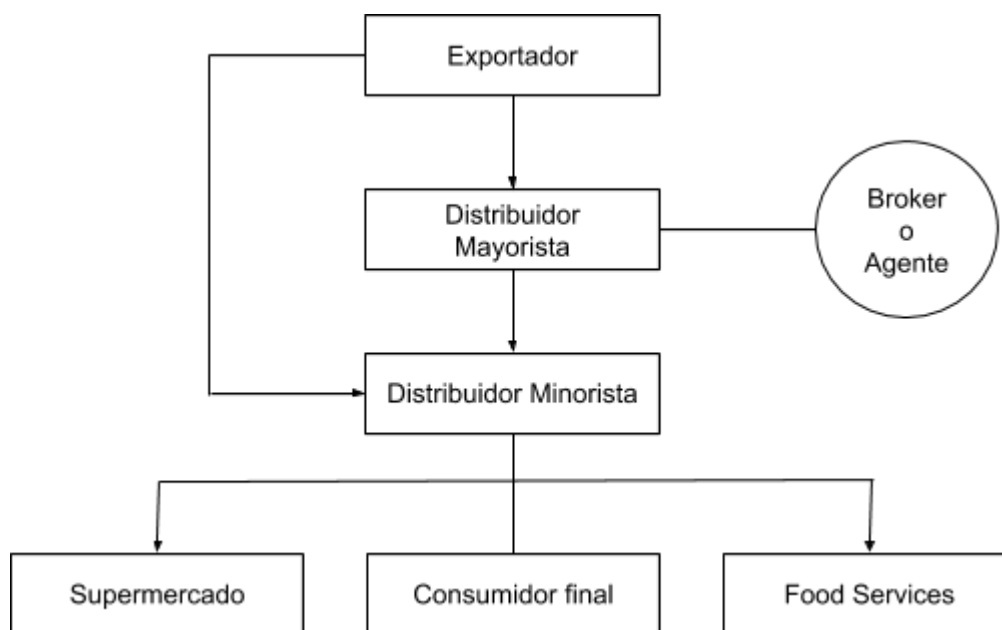 Exportador
Distribuidor
Mayorista
Broker
o
Agente
Distribuidor Minorista
Supermercado
Consumidor final
Food Services